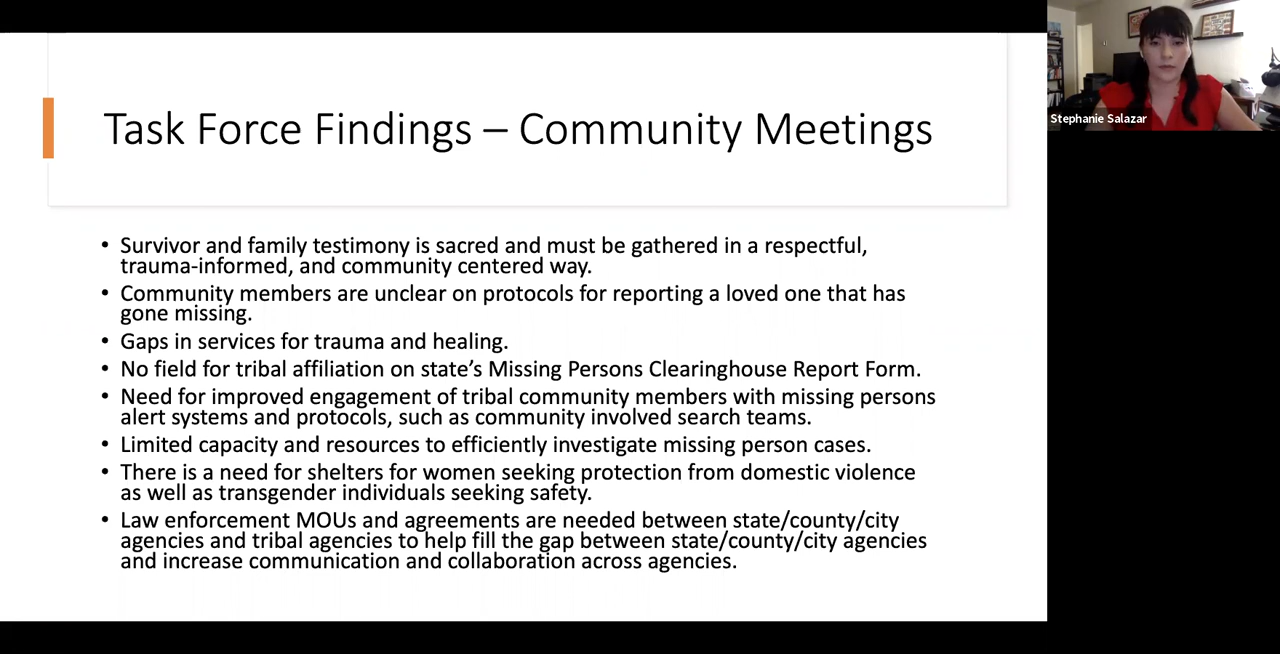 Task Force Findings – Community Meetings
• Survivor and family testimony is sacred and must be gathered in a respectful,
trauma-informed, and community centered way.
• Community members are unclear on protocols for reporting a loved one that has
gone missing.
• Gaps in services for trauma and healing.
• No field for tribal affiliation on state’s Missing Persons Clearinghouse Report Form.
• Need for improved engagement of tribal community members with missing persons
alert systems and protocols, such as community involved search teams.
• Limited capacity and resources to efficiently investigate missing person cases.
• There is a need for shelters for women seeking protection from domestic violence
as well as transgender individuals seeking safety.
• Law enforcement MOUs and agreements are needed between state/county/city
agencies and tribal agencies to help fill the gap between state/county/city agencies
and increase communication and collaboration across agencies.
Stephanie Salazar